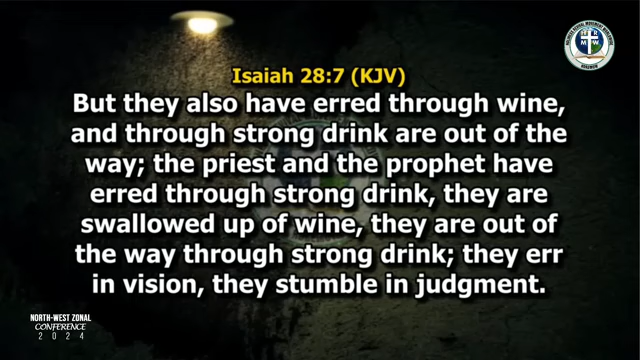 Isaiah 28:7 (KJV)
But they also have erred through wine,
and through strong drink are out of the
way; the priest and the prophet have
erred through strong drink, they are
swallowed up of wine, they are out of
the way through strong drink; they err
in vision, they stumble in judgment.
NORTH-WEST ZONAL
CONFERENCE
2024